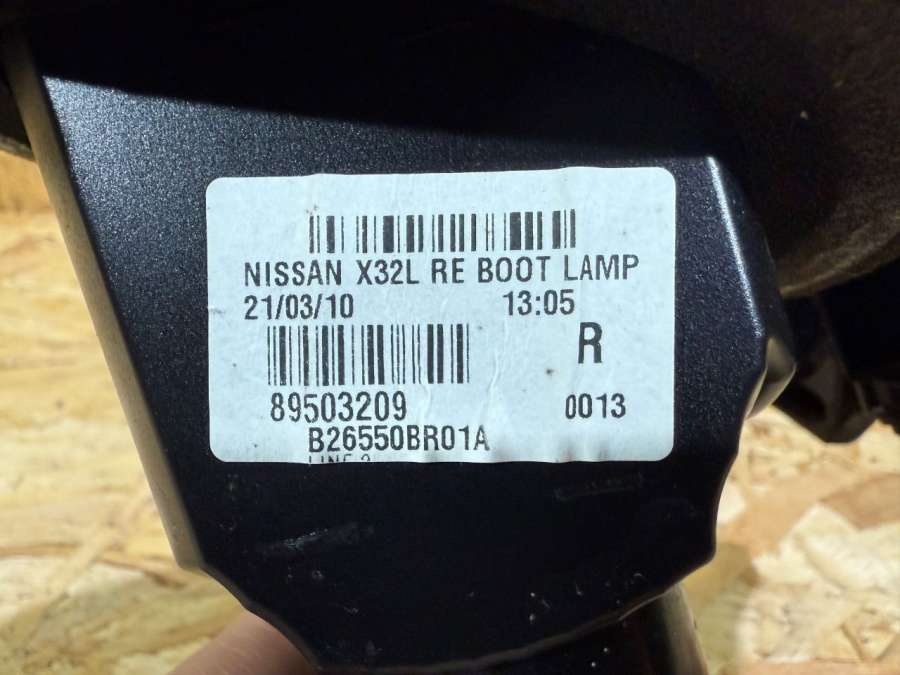 NISSAN X32L RE BOOT LAMP
21/03/10 13:05
R
89503209 0013
B26550BR01A